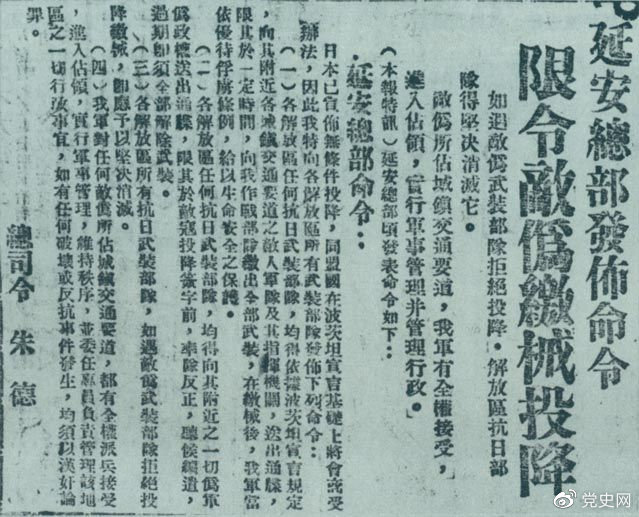 延安總部發佈命令
限令敵偽繳械投降
如遇敵偽武裝部隊拒絕投降。解放區抗日部
隊得堅決消滅它。
敵偽所佔城鎮交通要道，我軍有全權接受，
進入佔領，實行軍事管理并管理行政。
（本報特訊）延安總部頃發表命令如下：
延安總部命令：
日本已宣佈無條件投降，同盟國在波茨坦宣言基礎上將會商受
辦法，因此我特向各解放區所有武裝部隊發佈下列命令：
（一）各解放區任何抗日武裝部隊，均得依據波茨坦宣言規定
，向其附近各城鎮交通要道之敵人軍隊及其指揮機關，送出通牒，
限其於一定時間，向我作戰部隊繳出全部武裝，在繳械後，我軍當
依優待俘虜條例，給以生命安全之保護。
（二）各解放區任何抗日武裝部隊，均得向其附近之一切偽軍
偽政權送出通牒，限其於敵寇投降簽字前，率隊反正，聽候編遣，
過期即須全部解除武裝。
（三）各解放區所有抗日武裝部隊，如遇敵偽武裝部隊拒絕投
降繳械，即應予以堅決消滅。
（四）我軍對任何敵偽所佔城鎮交通要道，都有全權派兵接受
，進入佔領，實行軍事管理，維持秩序，並委任專員負責管理該地
區之一切行政事宜，如有任何破壞或反抗事件發生，均須以漢奸論
罪。
總司令 朱德
党史网